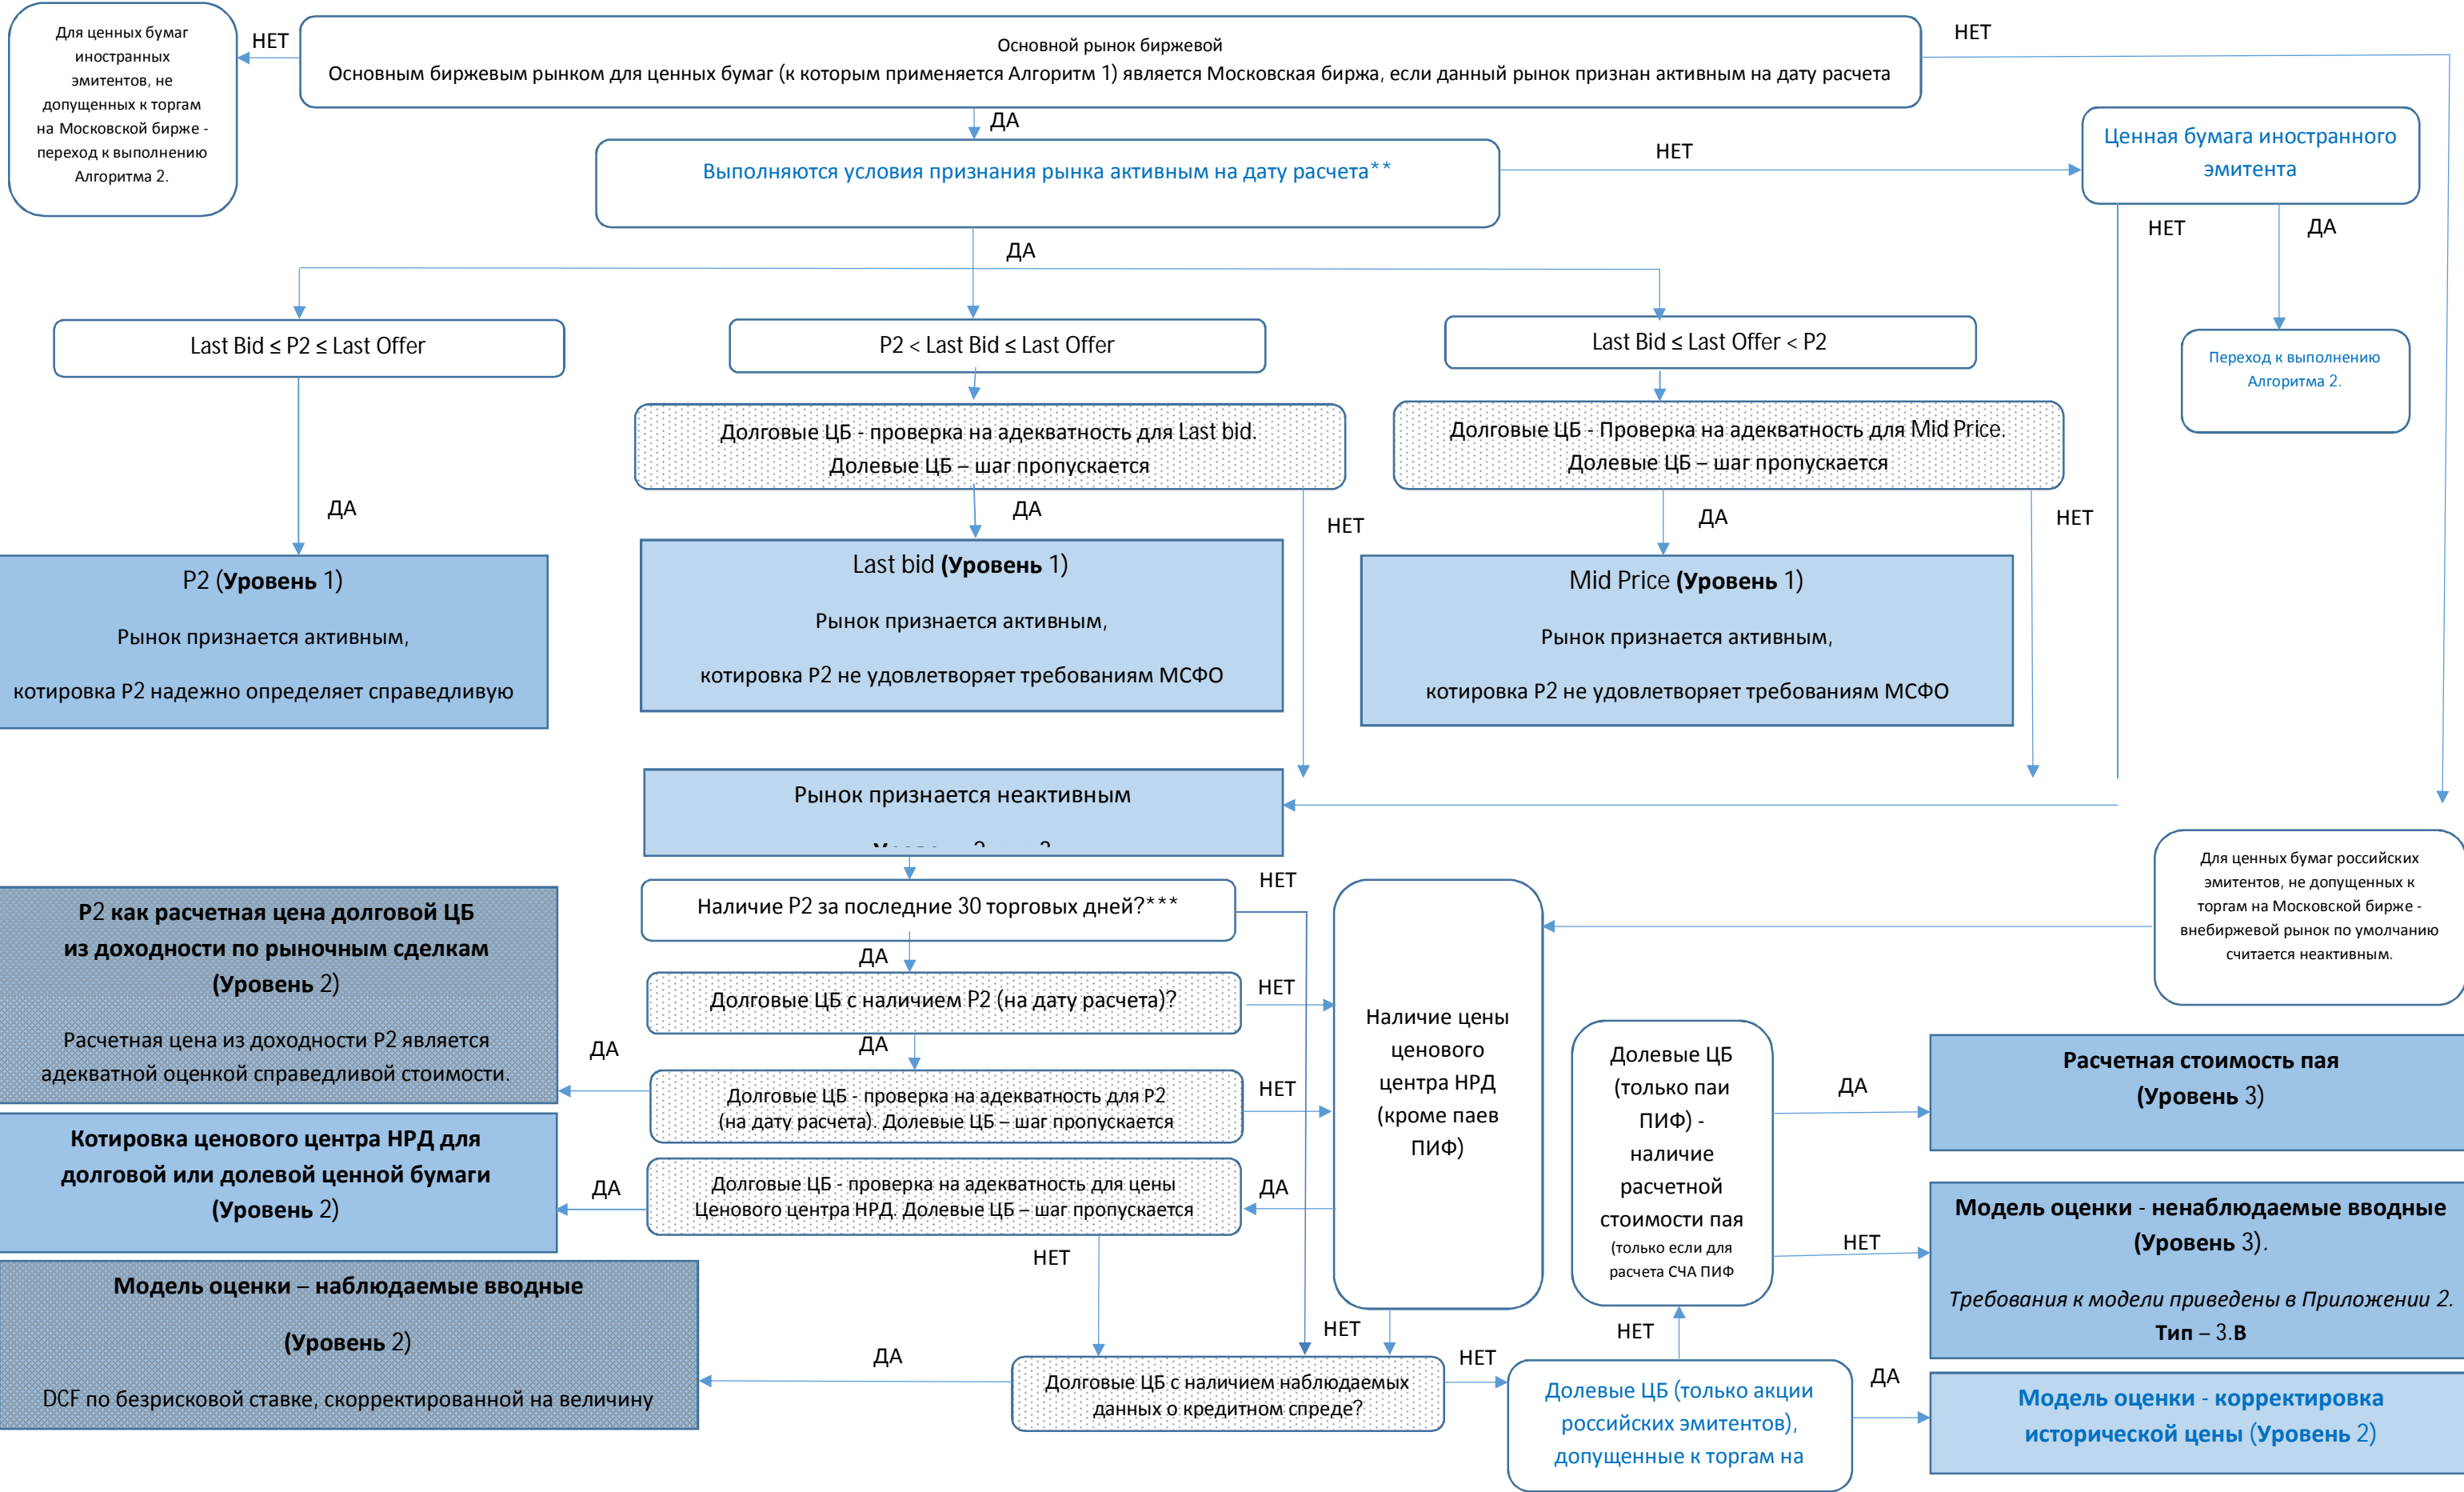 Для ценных бумаг
иностранных
эмитентов, не
допущенных к торгам
на Московской бирже -
переход к выполнению
Алгоритма 2.
НЕТ
Основной рынок биржевой
Основным биржевым рынком для ценных бумаг (к которым применяется Алгоритм 1) является Московская биржа, если данный рынок признан активным на дату расчета
НЕТ
ДА
Выполняются условия признания рынка активным на дату расчета**
НЕТ
Ценная бумага иностранного
эмитента
НЕТ
ДА
ДА
Last Bid ≤ P2 ≤ Last Offer
P2 < Last Bid ≤ Last Offer
Last Bid ≤ Last Offer < P2
Переход к выполнению
Алгоритма 2.
Долговые ЦБ - проверка на адекватность для Last bid.
Долевые ЦБ – шаг пропускается
Долговые ЦБ - Проверка на адекватность для Mid Price.
Долевые ЦБ – шаг пропускается
ДА
ДА
НЕТ
ДА
НЕТ
P2 (Уровень 1)
Рынок признается активным,
котировка P2 надежно определяет справедливую
Last bid (Уровень 1)
Рынок признается активным,
котировка P2 не удовлетворяет требованиям МСФО
Mid Price (Уровень 1)
Рынок признается активным,
котировка P2 не удовлетворяет требованиям МСФО
Рынок признается неактивным
Наличие P2 за последние 30 торговых дней?***
НЕТ
ДА
Для ценных бумаг российских
эмитентов, не допущенных к
торгам на Московской бирже -
внебиржевой рынок по умолчанию
считается неактивным.
P2 как расчетная цена долговой ЦБ
из доходности по рыночным сделкам
(Уровень 2)
Расчетная цена из доходности P2 является
адекватной оценкой справедливой стоимости.
Долговые ЦБ с наличием P2 (на дату расчета)?
НЕТ
ДА
ДА
Долговые ЦБ - проверка на адекватность для P2
(на дату расчета). Долевые ЦБ – шаг пропускается
НЕТ
Наличие цены
ценового
центра НРД
(кроме паев
ПИФ)
Долевые ЦБ
(только паи
ПИФ) -
наличие
расчетной
стоимости пая
(только если для
расчета СЧА ПИФ
ДА
Расчетная стоимость пая
(Уровень 3)
Котировка ценового центра НРД для
долговой или долевой ценной бумаги
(Уровень 2)
ДА
Долговые ЦБ - проверка на адекватность для цены
Ценового центра НРД. Долевые ЦБ – шаг пропускается
ДА
НЕТ
НЕТ
Модель оценки - ненаблюдаемые вводные
(Уровень 3).
Требования к модели приведены в Приложении 2.
Тип – 3.В
Модель оценки – наблюдаемые вводные
(Уровень 2)
DCF по безрисковой ставке, скорректированной на величину
ДА
НЕТ
Долговые ЦБ с наличием наблюдаемых
данных о кредитном спреде?
НЕТ
НЕТ
Долевые ЦБ (только акции
российских эмитентов),
допущенные к торгам на
ДА
Модель оценки - корректировка
исторической цены (Уровень 2)